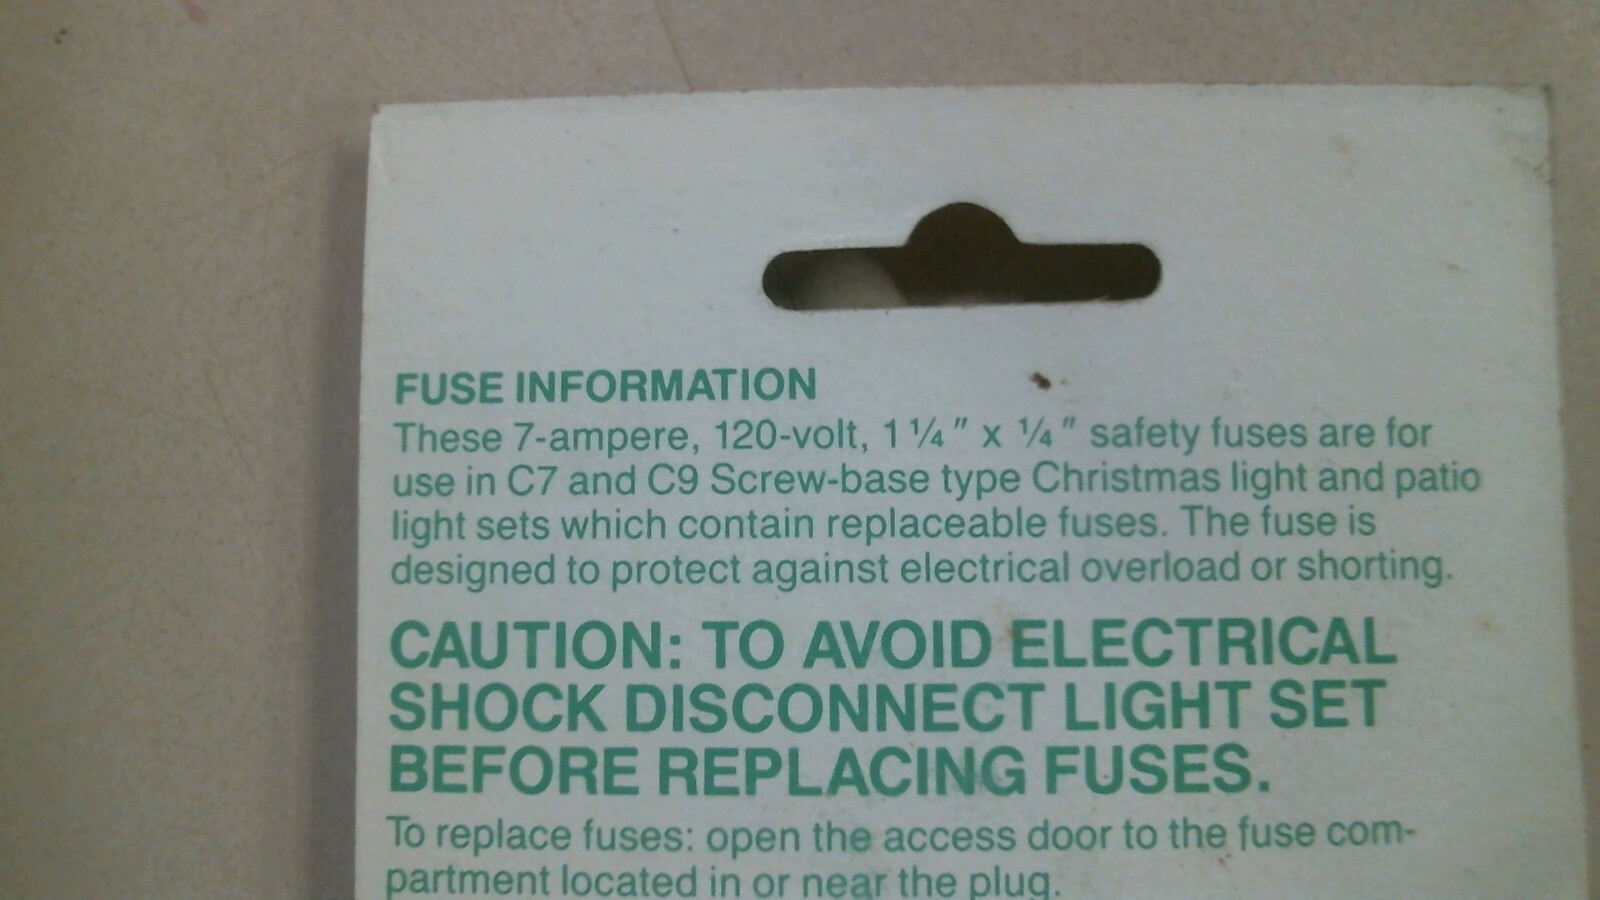 FUSE INFORMATION
These 7-ampere, 120-volt, 1 ¼ " x ¼ " safety fuses are for
use in C7 and C9 Screw-base type Christmas light and patio
light sets which contain replaceable fuses. The fuse is
designed to protect against electrical overload or shorting.
CAUTION: TO AVOID ELECTRICAL
SHOCK DISCONNECT LIGHT SET
BEFORE REPLACING FUSES.
To replace fuses: open the access door to the fuse com-
partment located in or near the plug.